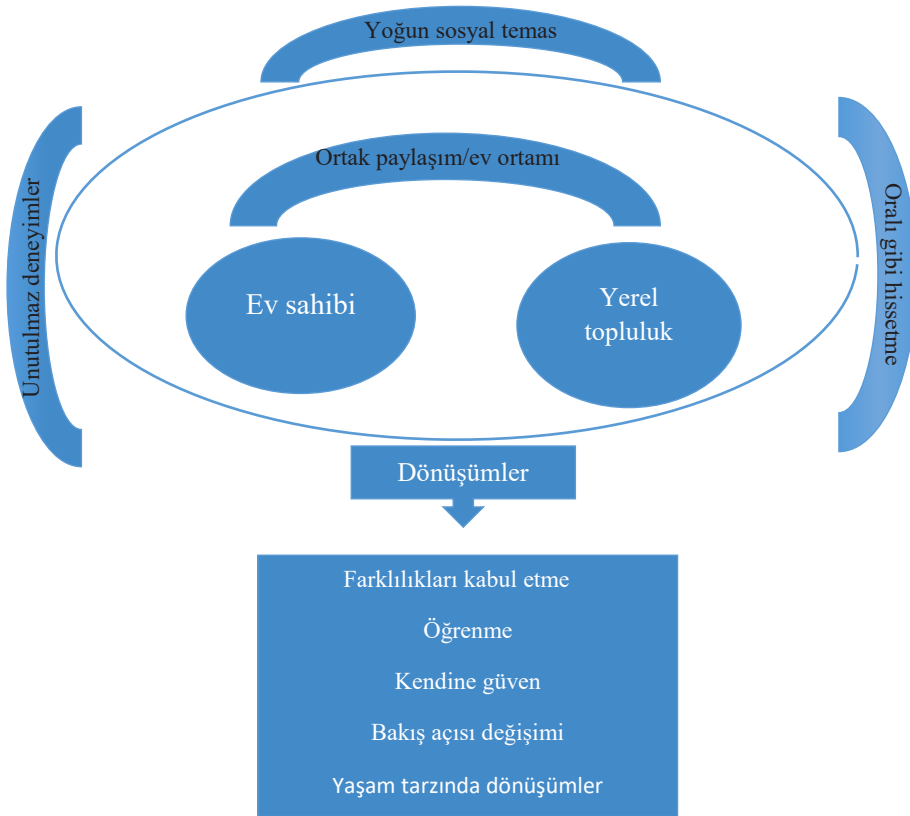 Yoğun sosyal temas
Unutulmaz deneyimler
Ortak paylaşım/ev ortamı
Oralı gibi hissetme
Ev sahibi
Yerel
topluluk
Dönüşümler
Farklılıkları kabul etme
Öğrenme
Kendine güven
Bakış açısı değişimi
Yaşam tarzında dönüşümler